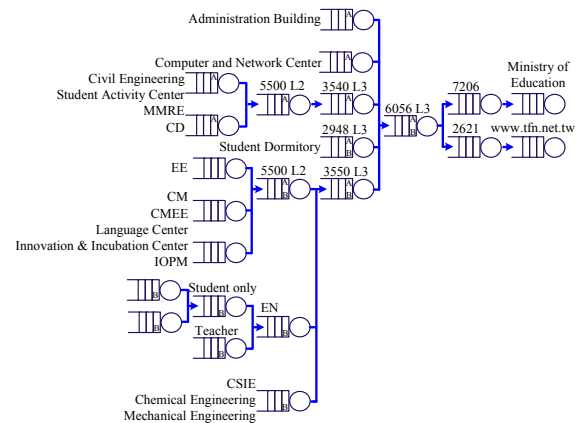 Administration Building
A
Computer and Network Center
A
Civil Engineering
Student Activity Center
A
5500 L2
A
3540 L3
A
MMRE
CD
A
6056 L3
A
B
7206
Ministry of
Education
2621
www.tfn.net.tw
2948 L3
A
B
Student Dormitory
EE
5500 L2
A
B
3550 L3
A
B
CM
CMEE
Language Center
Innovation & Incubation Center
IOPM
B
Student only
B
EN
B
B
Teacher
B
CSIE
Chemical Engineering
Mechanical Engineering
B